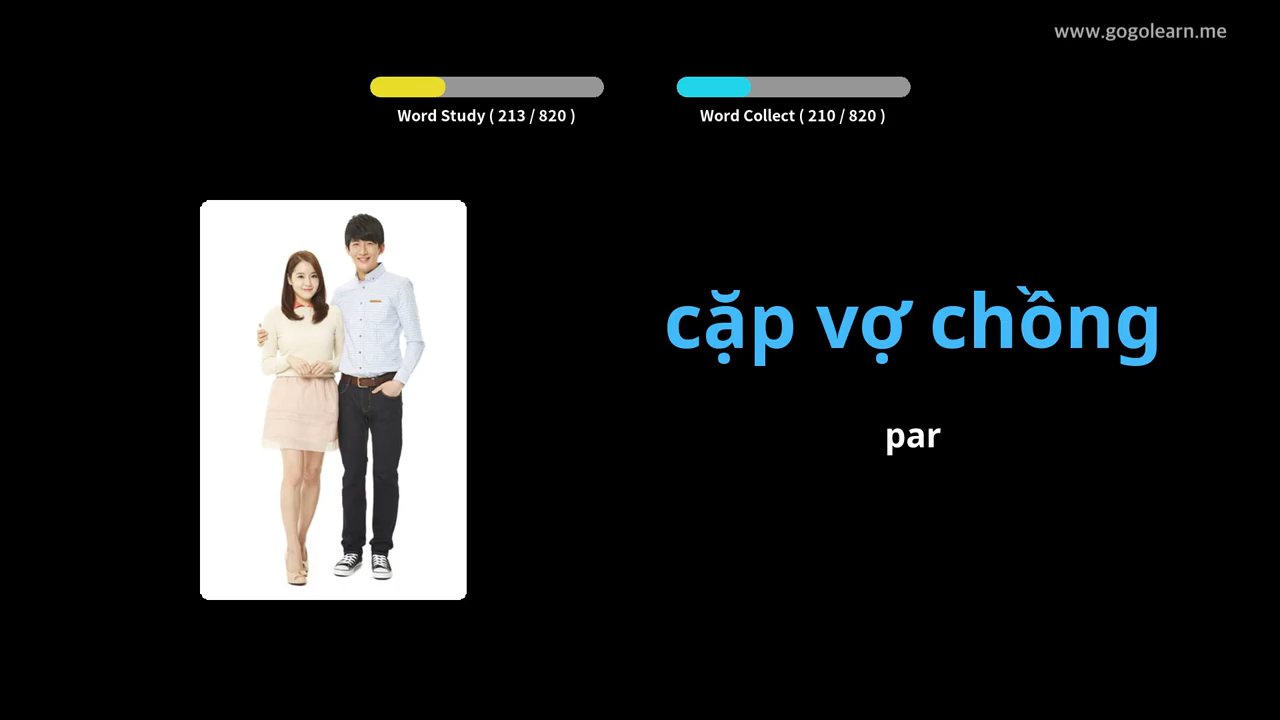 www.gogolearn.me
Word Study ( 213 / 820 )
Word Collect ( 210 / 820 )
cặp vợ chồng
par